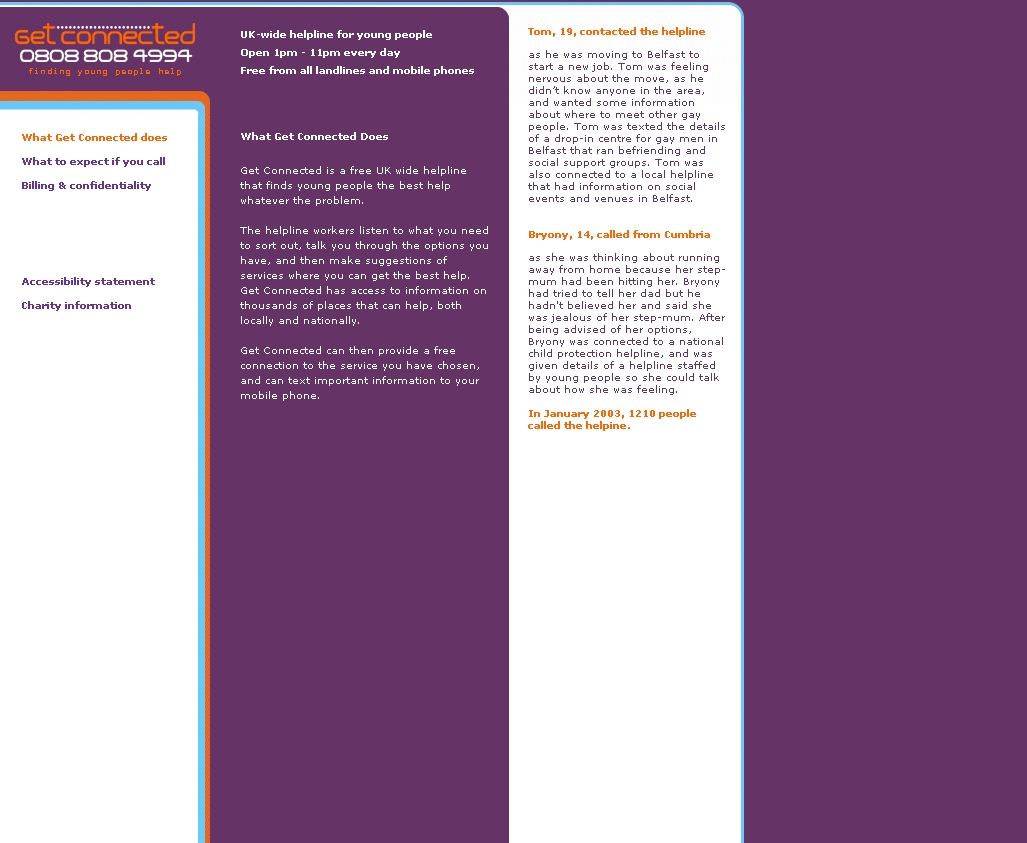 Get connected
0808 808 4994
finding young people help
What Get Connected does
What to expect if you call
Billing & confidentiality
Accessibility statement
Charity information
UK-wide helpline for young people
Open 1pm - 11pm every day
Free from all landlines and mobile phones
What Get Connected Does
Get Connected is a free UK wide helpline
that finds young people the best help
whatever the problem.
The helpline workers listen to what you need
to sort out, talk you through the options you
have, and then make suggestions of
services where you can get the best help.
Get Connected has access to information on
thousands of places that can help, both
locally and nationally.
Get Connected can then provide a free
connection to the service you have chosen,
and can text important information to your
mobile phone.
Tom, 19, contacted the helpline
as he was moving to Belfast to
start a new job. Tom was feeling
nervous about the move, as he
didn't know anyone in the area,
and wanted some information
about where to meet other gay
people. Tom was texted the details
of a drop-in centre for gay men in
Belfast that ran befriending and
social support groups. Tom was
also connected to a local helpline
that had information on social
events and venues in Belfast.
Bryony, 14, called from Cumbria
as she was thinking about running
away from home because her step-
mum had been hitting her. Bryony
had tried to tell her dad but he
hadn't believed her and said she
was jealous of her step-mum. After
being advised of her options,
Bryony was connected to a national
child protection helpline, and was
given details of a helpline staffed
by young people so she could talk
about how she was feeling.
In January 2003, 1210 people
called the helpine.